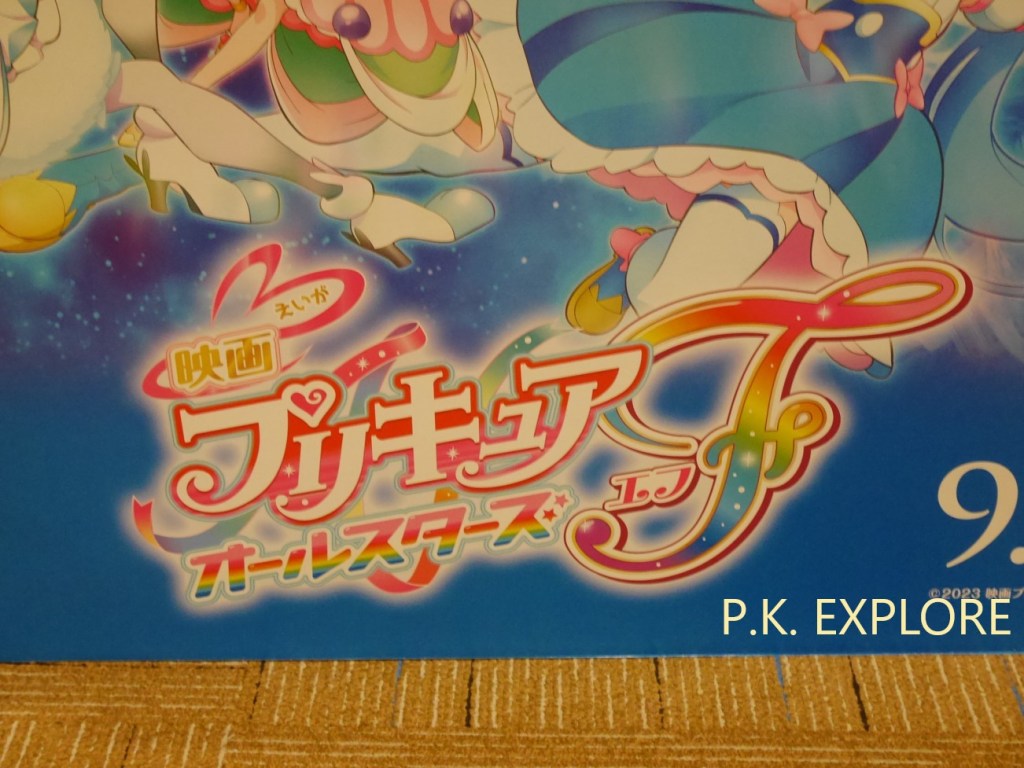 えいが
映画
プリキュア
オールスターズ
エフ
F
9.
©2023 映画プ
P.K. EXPLORE